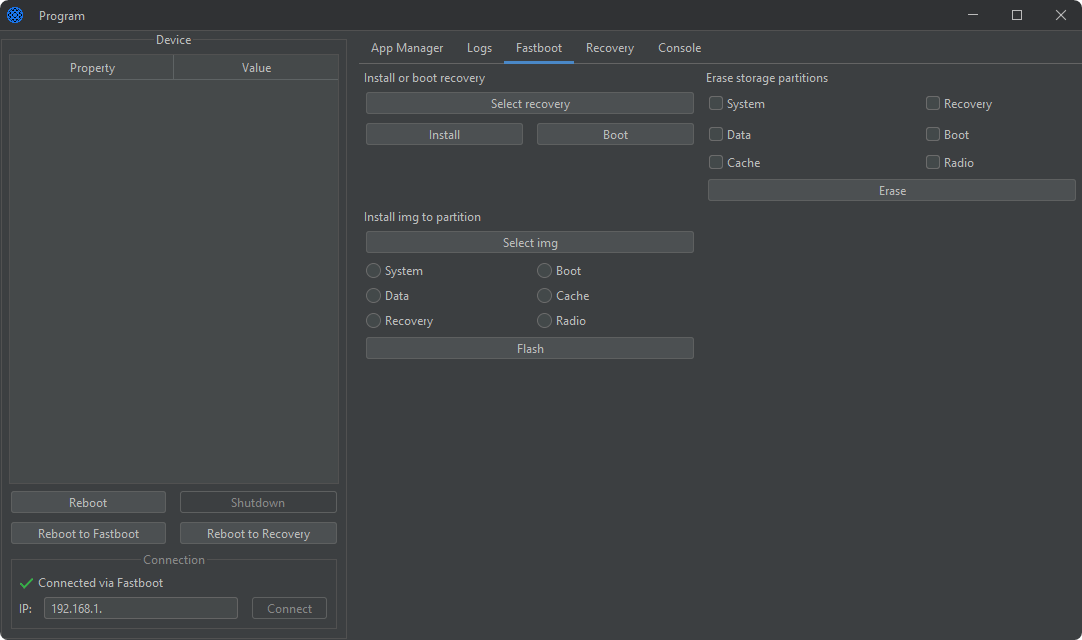 Program
Device
Property Value
Reboot Shutdown
Reboot to Fastboot Reboot to Recovery
Connection
Connected via Fastboot
IP: 192.168.1. Connect
App Manager Logs Fastboot Recovery Console
Install or boot recovery
Select recovery
Install Boot
Install img to partition
Select img
System Boot
Data Cache
Recovery Radio
Flash
Erase storage partitions
System Recovery
Data Boot
Cache Radio
Erase